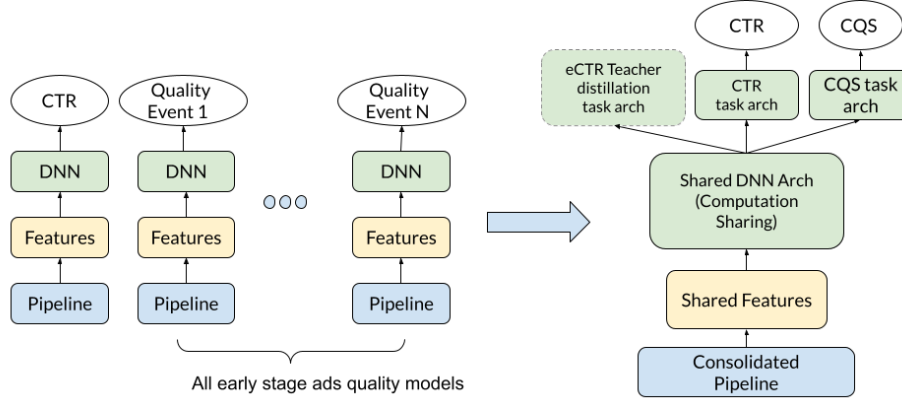 CTR
Quality
Event 1
Quality
Event N
DNN
DNN
DNN
Features
Features
Features
Pipeline
Pipeline
Pipeline
All early stage ads quality models
CTR
CQS
eCTR Teacher
distillation
task arch
CTR
task arch
CQS task
arch
Shared DNN Arch
(Computation
Sharing)
Shared Features
Consolidated
Pipeline